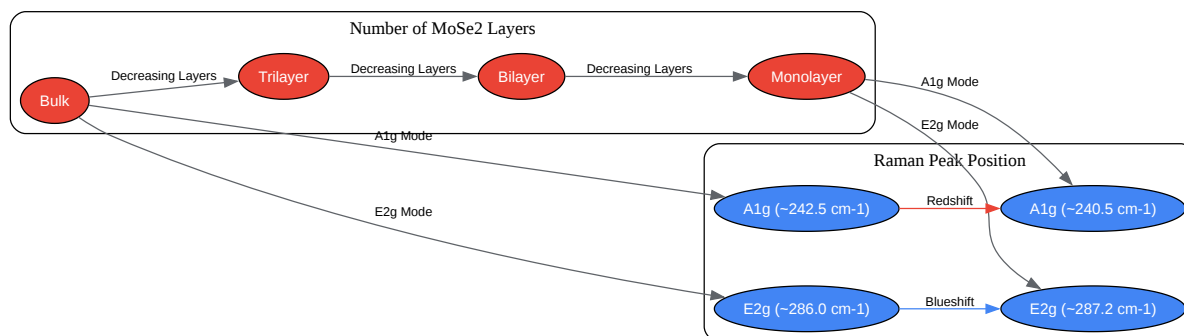 Number of MoSe2 Layers
Bulk
Decreasing Layers
Trilayer
Decreasing Layers
Bilayer
Decreasing Layers
Monolayer
A1g Mode
E2g Mode
A1g Mode
E2g Mode
Raman Peak Position
A1g (~242.5 cm-1)
Redshift
A1g (~240.5 cm-1)
E2g (~286.0 cm-1)
Blueshift
E2g (~287.2 cm-1)